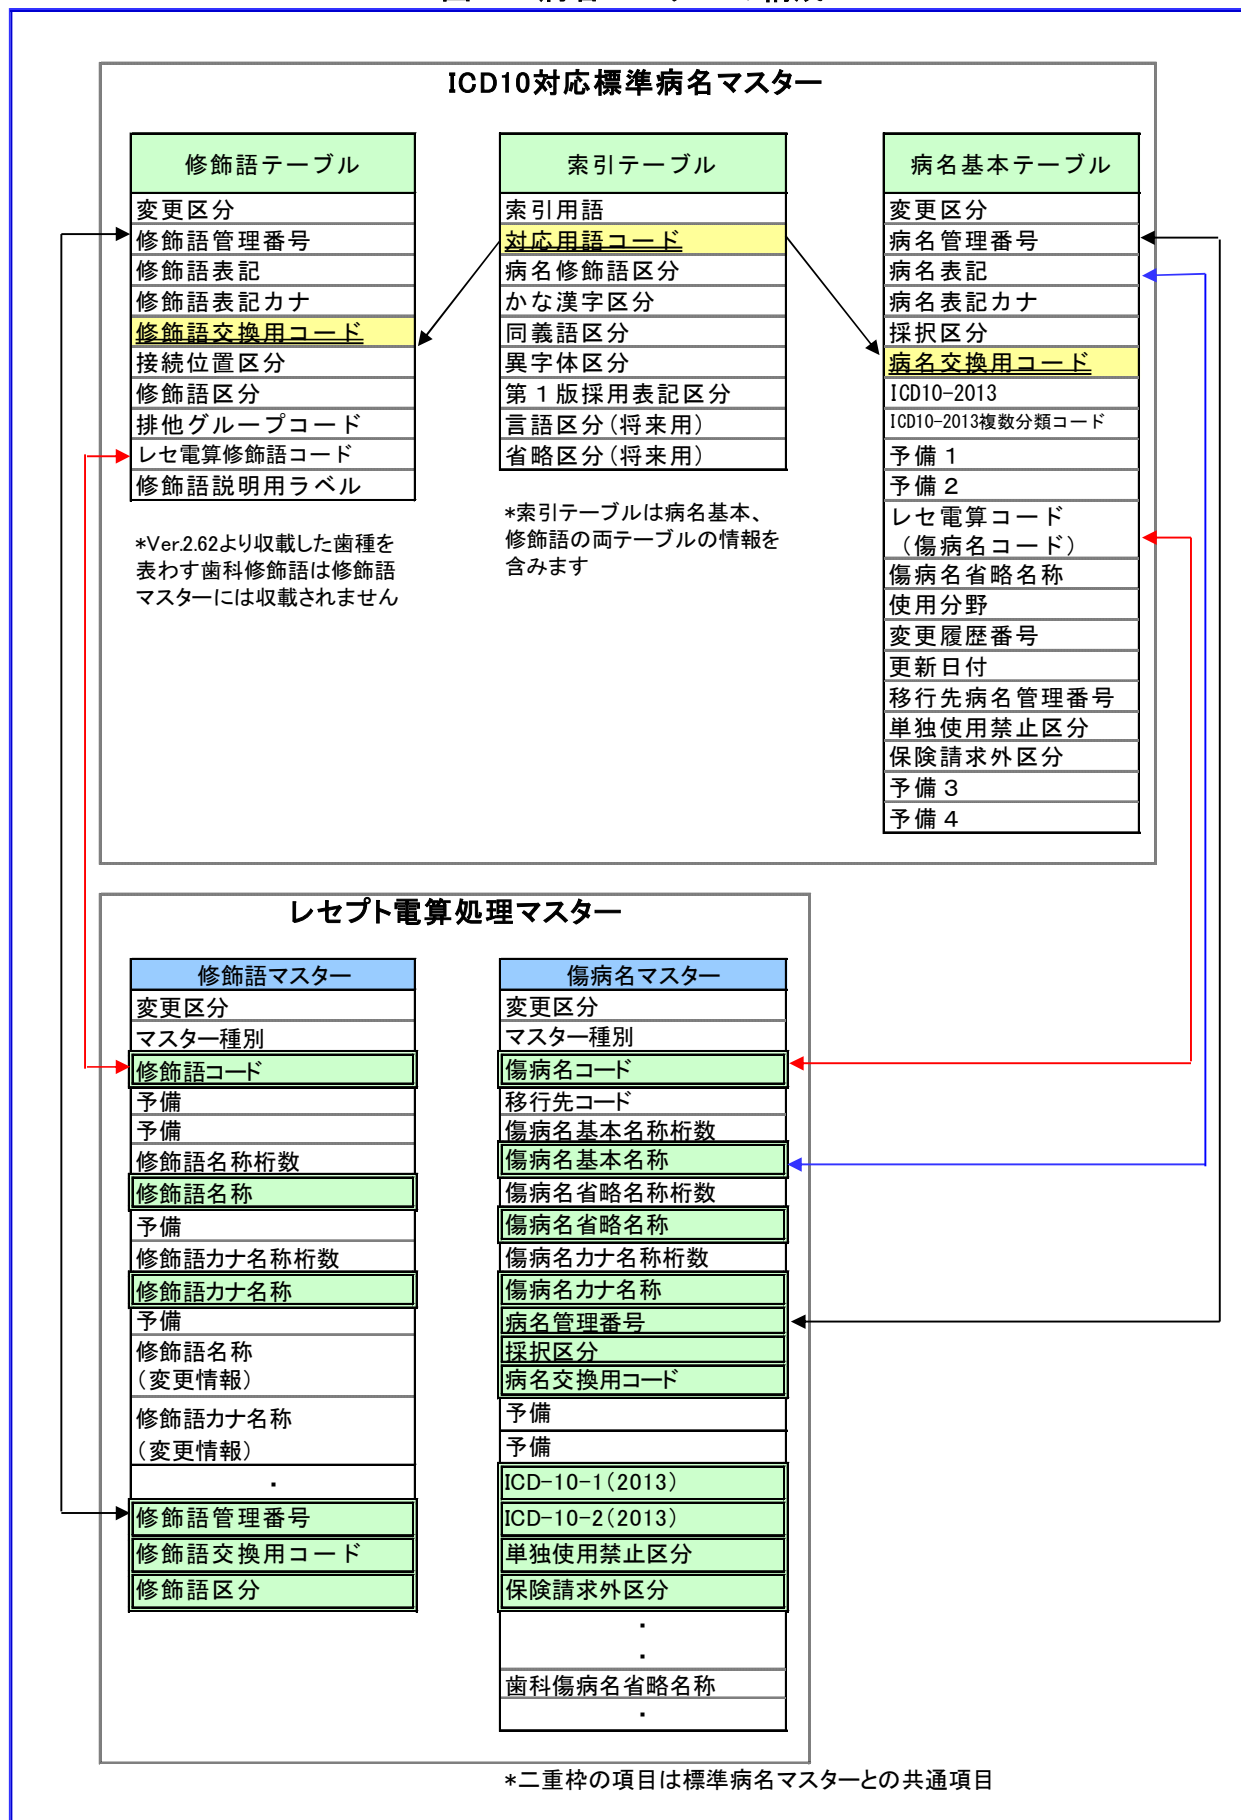 ICD10対応標準病名マスター
修飾語テーブル
変更区分
修飾語管理番号
修飾語表記
修飾語表記カナ
修飾語交換用コード
接続位置区分
修飾語区分
排他グループコード
レセ電算修飾語コード
修飾語説明用ラベル
*Ver.2.62より収載した歯種を
表わす歯科修飾語は修飾語
マスターには収載されません
索引テーブル
索引用語
対応用語コード
病名修飾語区分
かな漢字区分
同義語区分
異字体区分
第１版採用表記区分
言語区分(将来用)
省略区分(将来用)
*索引テーブルは病名基本、
修飾語の両テーブルの情報を
含みます
病名基本テーブル
変更区分
病名管理番号
病名表記
病名表記カナ
採択区分
病名交換用コード
ICD10-2013
ICD10-2013複数分類コード
予備１
予備２
レセ電算コード
（傷病名コード）
傷病名省略名称
使用分野
変更履歴番号
更新日付
移行先病名管理番号
単独使用禁止区分
保険請求外区分
予備３
予備４
レセプト電算処理マスター
修飾語マスター
変更区分
マスター種別
修飾語コード
予備
予備
修飾語名称桁数
修飾語名称
予備
修飾語カナ名称桁数
修飾語カナ名称
予備
修飾語名称
（変更情報）
修飾語カナ名称
（変更情報）
・
修飾語管理番号
修飾語交換用コード
修飾語区分
傷病名マスター
変更区分
マスター種別
傷病名コード
移行先コード
傷病名基本名称桁数
傷病名基本名称
傷病名省略名称桁数
傷病名省略名称
傷病名カナ名称桁数
傷病名カナ名称
病名管理番号
採択区分
病名交換用コード
予備
予備
ICD-10-1(2013)
ICD-10-2(2013)
単独使用禁止区分
保険請求外区分
・
・
歯科傷病名省略名称
・
*二重枠の項目は標準病名マスターとの共通項目